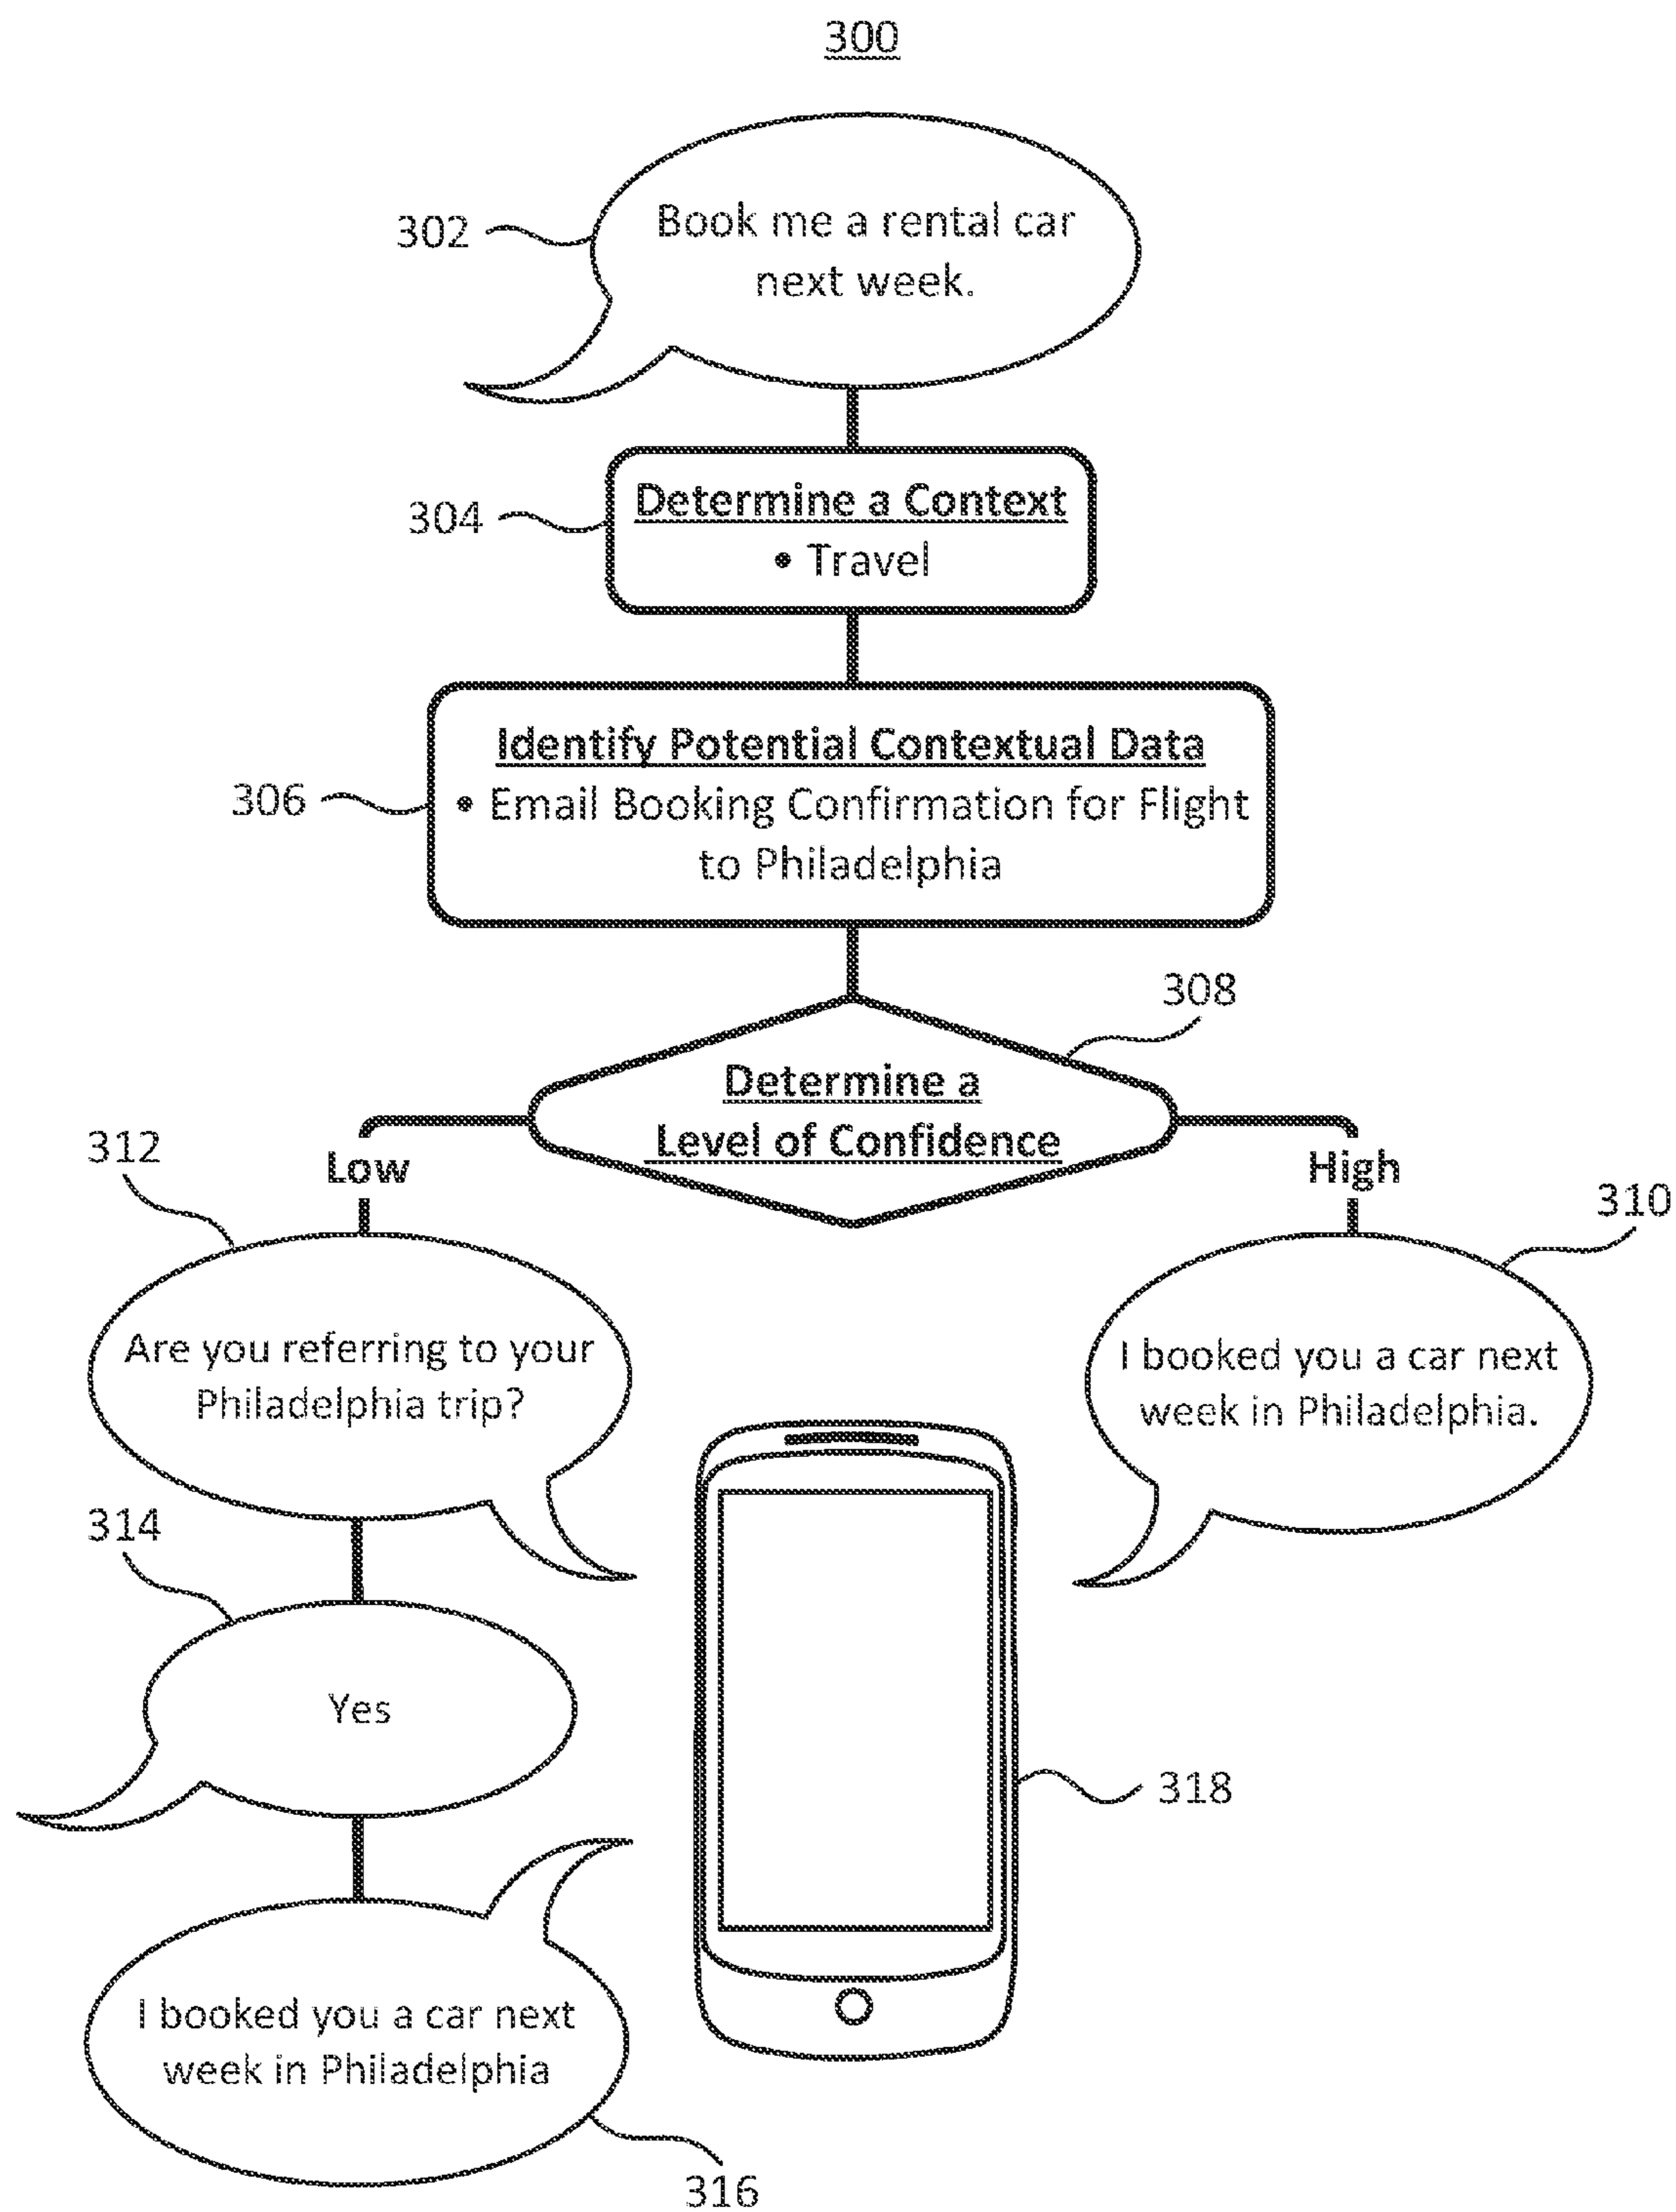 300
302
Book me a rental car
next week.
304
Determine a Context
• Travel
306
Identify Potential Contextual Data
• Email Booking Confirmation for Flight
to Philadelphia
308
Determine a
Level of Confidence
Low
High
312
310
Are you referring to your
Philadelphia trip?
I booked you a car next
week in Philadelphia.
314
Yes
318
I booked you a car next
week in Philadelphia
316